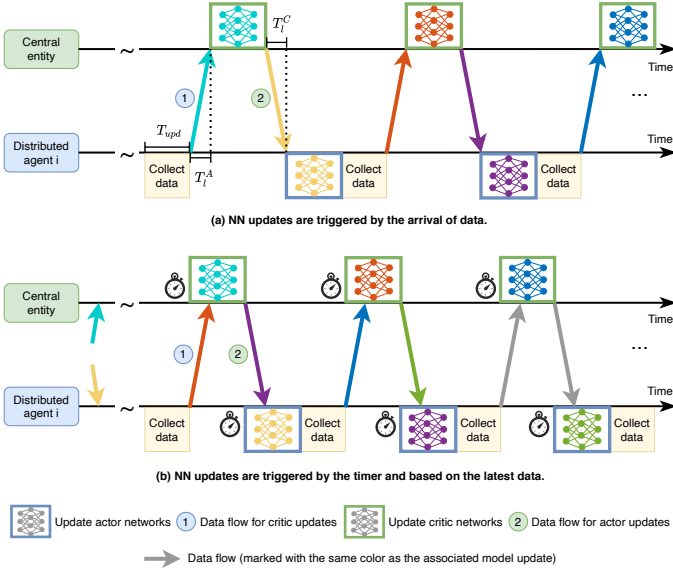 T_l^C
Central
entity
~
Time
1
2
...
T_upd
Time
Distributed
agent i
~
Collect
data
T_l^A
Collect
data
Collect
data
(a) NN updates are triggered by the arrival of data.
Central
entity
~
Time
1
2
...
Time
Distributed
agent i
~
Collect
data
Collect
data
Collect
data
(b) NN updates are triggered by the timer and based on the latest data.
Update actor networks 1 Data flow for critic updates Update critic networks 2 Data flow for actor updates
Data flow (marked with the same color as the associated model update)